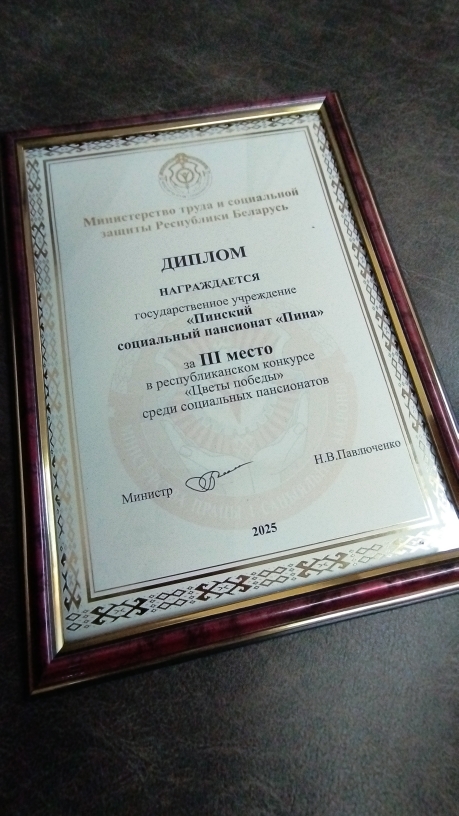 Министерство труда и социальной
защиты Республики Беларусь
ДИПЛОМ
НАГРАЖДАЕТСЯ
государственное учреждение
«Пинский
социальный пансионат «Пина»
за III место
в республиканском конкурсе
«Цветы победы»
среди социальных пансионатов
Министр
Н.В.Павлюченко
2025